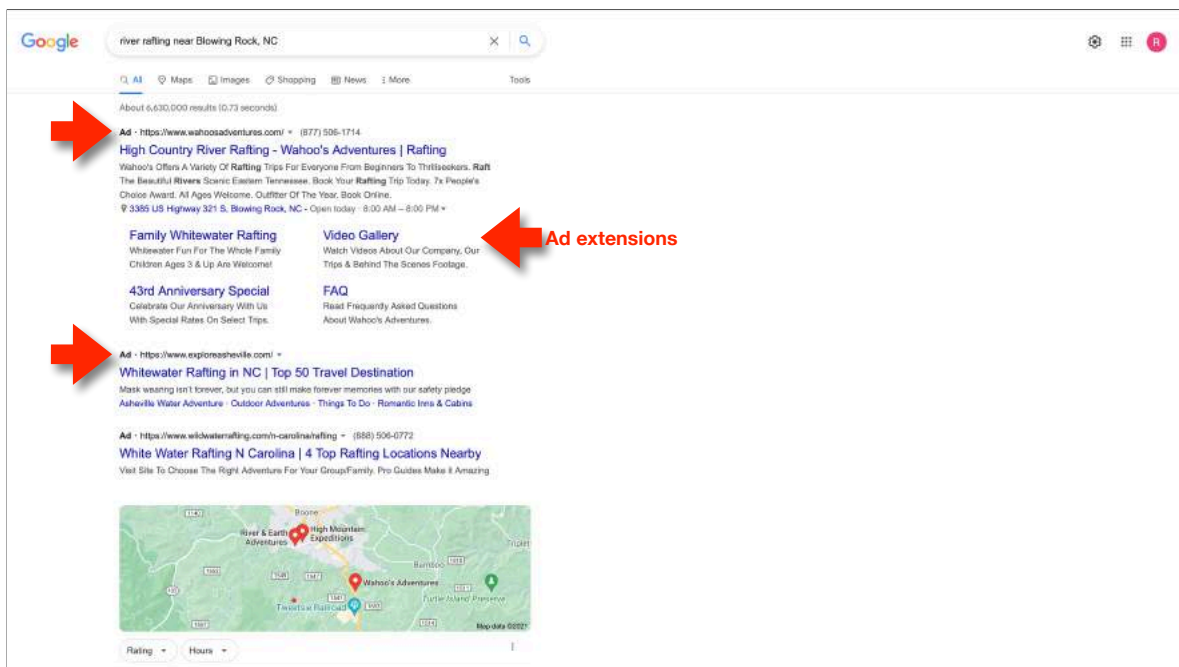 Google
river rafting near Blowing Rock, NC
R
All Maps Images Shopping News More Tools
About 6,630,000 results (0.73 seconds)
Ad · https://www.wahoosadventures.com/ (877) 506-1714
High Country River Rafting - Wahoo's Adventures | Rafting
Wahoo's Offers A Variety Of Rafting Trips For Everyone From Beginners To Thrillseekers. Raft
The Beautiful Rivers Scenic Eastern Tennessee. Book Your Rafting Trip Today. 7x People's
Choice Award. All Ages Welcome. Outfitter Of The Year. Book Online.
3385 US Highway 321 S, Blowing Rock, NC - Open today · 8:00 AM – 8:00 PM
Family Whitewater Rafting
Whitewater Fun For The Whole Family
Children Ages 3 & Up Are Welcome!
Video Gallery
Watch Videos About Our Company, Our
Trips & Behind The Scenes Footage.
Ad extensions
43rd Anniversary Special
Celebrate Our Anniversary With Us
With Special Rates On Select Trips.
FAQ
Read Frequently Asked Questions
About Wahoo's Adventures.
Ad · https://www.exploreasheville.com/
Whitewater Rafting in NC | Top 50 Travel Destination
Mask wearing isn't forever, but you can still make forever memories with our safety pledge
Asheville Water Adventure · Outdoor Adventures · Things To Do · Romantic Inns & Cabins
Ad · https://www.wildwaterrafting.com/n-carolina/rafting (888) 506-0772
White Water Rafting N Carolina | 4 Top Rafting Locations Nearby
Visit Site To Choose The Right Adventure For Your Group/Family. Pro Guides Make it Amazing
Boone
River & Earth
Adventures
High Mountain
Expeditions
Triplet
Bamboo
Wahoo's Adventures
Turtle Island Preserve
Tweetsie Railroad
Map data ©2021
Rating
Hours